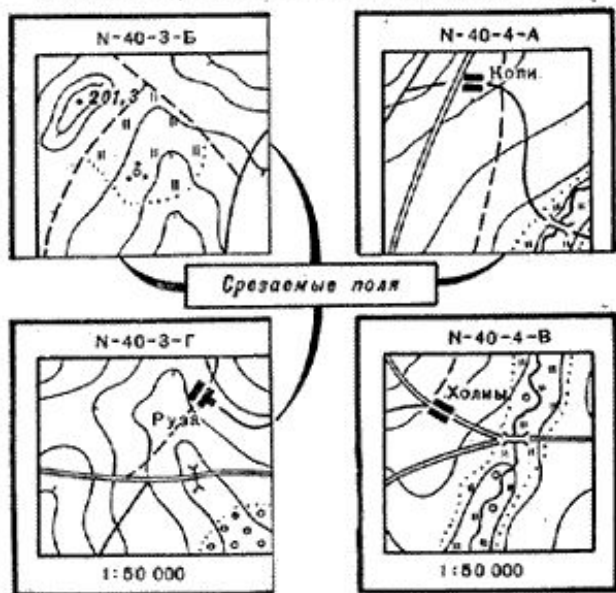 N-40-3-Б
N-40-4-А
201,3
Копи.
Срезаемые поля
N-40-3-Г
N-40-4-В
Руза
Холмы.
1:50 000
1:50 000